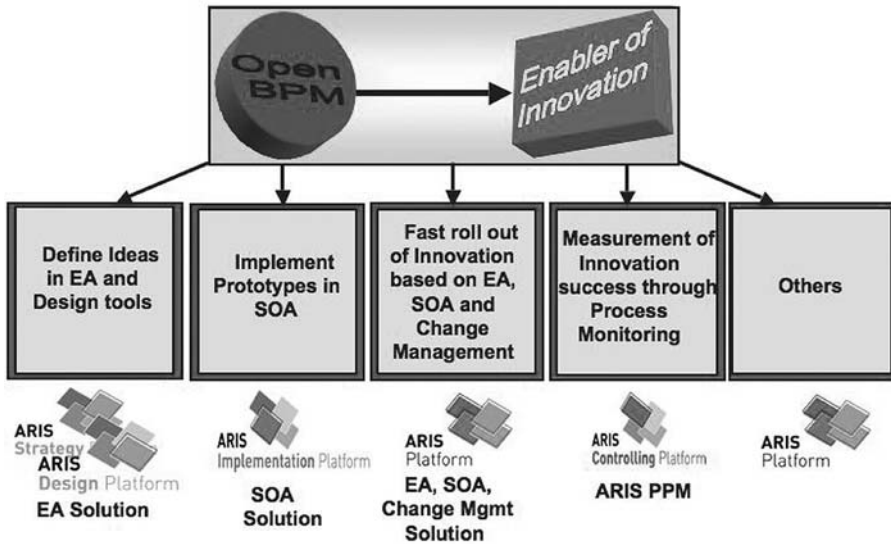 Open
BPM
Enabler of
Innovation
Define Ideas
in EA and
Design tools
Implement
Prototypes in
SOA
Fast roll out
of Innovation
based on EA,
SOA and
Change
Management
Measurement of
Innovation
success through
Process
Monitoring
Others
ARIS
Strategy
ARIS
Design Platform
EA Solution
ARIS
Implementation Platform
SOA
Solution
ARIS
Platform
EA, SOA,
Change Mgmt
Solution
ARIS
Controlling Platform
ARIS PPM
ARIS
Platform